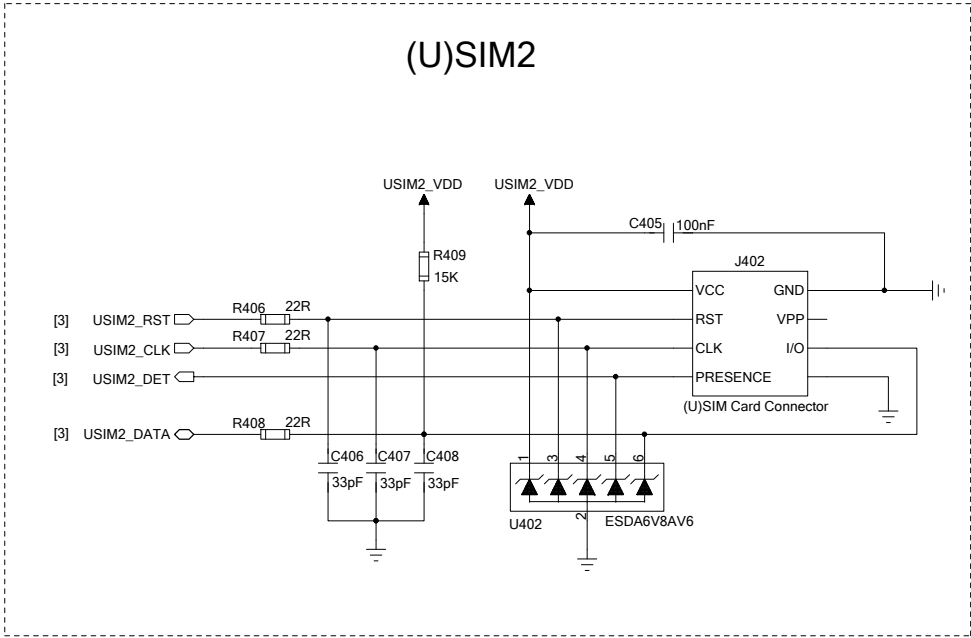 (U)SIM2
USIM2_VDD
USIM2_VDD
C405
100nF
R409
15K
J402
VCC
GND
RST
VPP
CLK
I/O
PRESENCE
(U)SIM Card Connector
[3] USIM2_RST
R406
22R
[3] USIM2_CLK
R407
22R
[3] USIM2_DET
[3] USIM2_DATA
R408
22R
C406
33pF
C407
33pF
C408
33pF
1
3
4
5
6
2
U402
ESDA6V8AV6